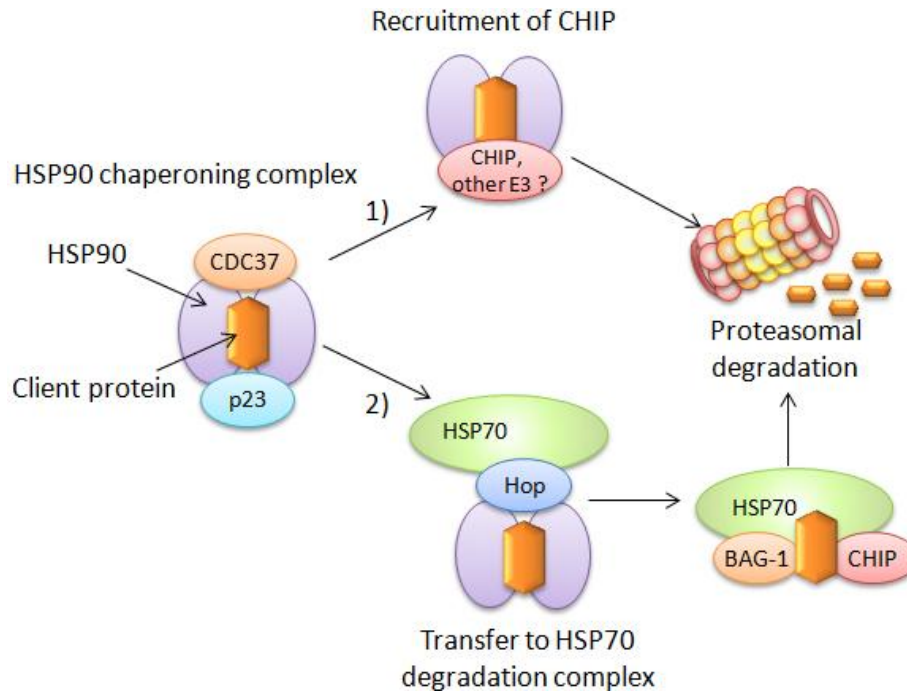 Recruitment of CHIP
CHIP,
other E3 ?
HSP90 chaperoning complex
1)
HSP90
CDC37
Client protein
p23
2)
Proteasomal
degradation
HSP70
Hop
HSP70
BAG-1
CHIP
Transfer to HSP70
degradation complex